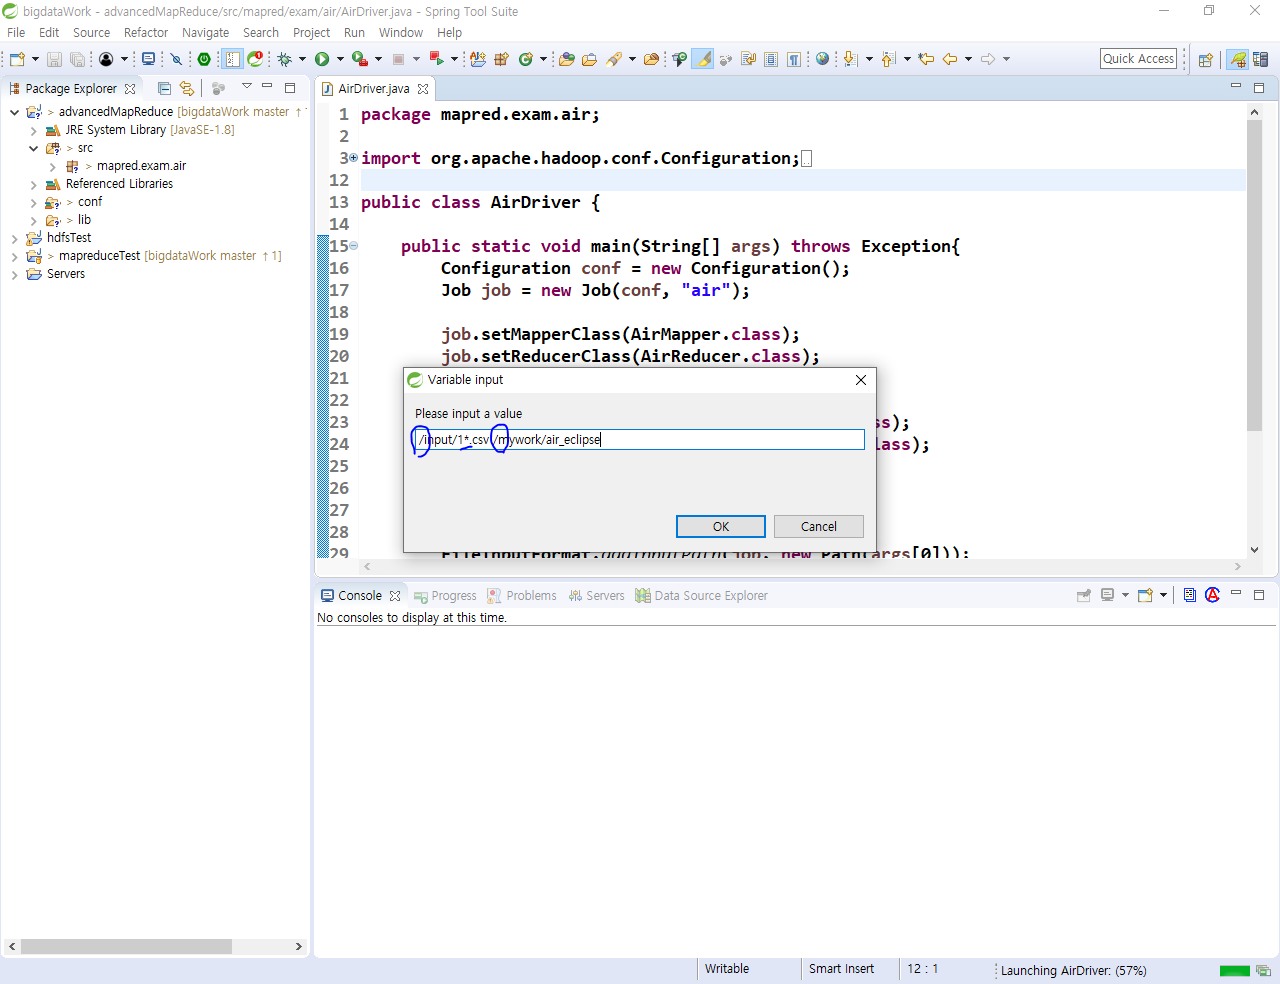 bigdataWork - advancedMapReduce/src/mapred/exam/air/AirDriver.java - Spring Tool Suite
File Edit Source Refactor Navigate Search Project Run Window Help
Quick Access
Package Explorer
> advancedMapReduce [bigdataWork master ↑
JRE System Library [JavaSE-1.8]
> src
> mapred.exam.air
Referenced Libraries
> conf
> lib
hdfsTest
> mapreduceTest [bigdataWork master ↑1]
Servers
AirDriver.java
1 package mapred.exam.air;
2
3 import org.apache.hadoop.conf.Configuration;
12
13 public class AirDriver {
14
15 public static void main(String[] args) throws Exception{
16 Configuration conf = new Configuration();
17 Job job = new Job(conf, "air");
18
19 job.setMapperClass(AirMapper.class);
20 job.setReducerClass(AirReducer.class);
21
22
23 ss);
24 lass);
25
26
27
28
29 FileInputFormat.addInputPath(job, new Path(args[0]));
Variable input
Please input a value
/input/1*.csv /mywork/air_eclipse
OK Cancel
Console Progress Problems Servers Data Source Explorer
No consoles to display at this time.
Writable Smart Insert 12 : 1 Launching AirDriver: (57%)